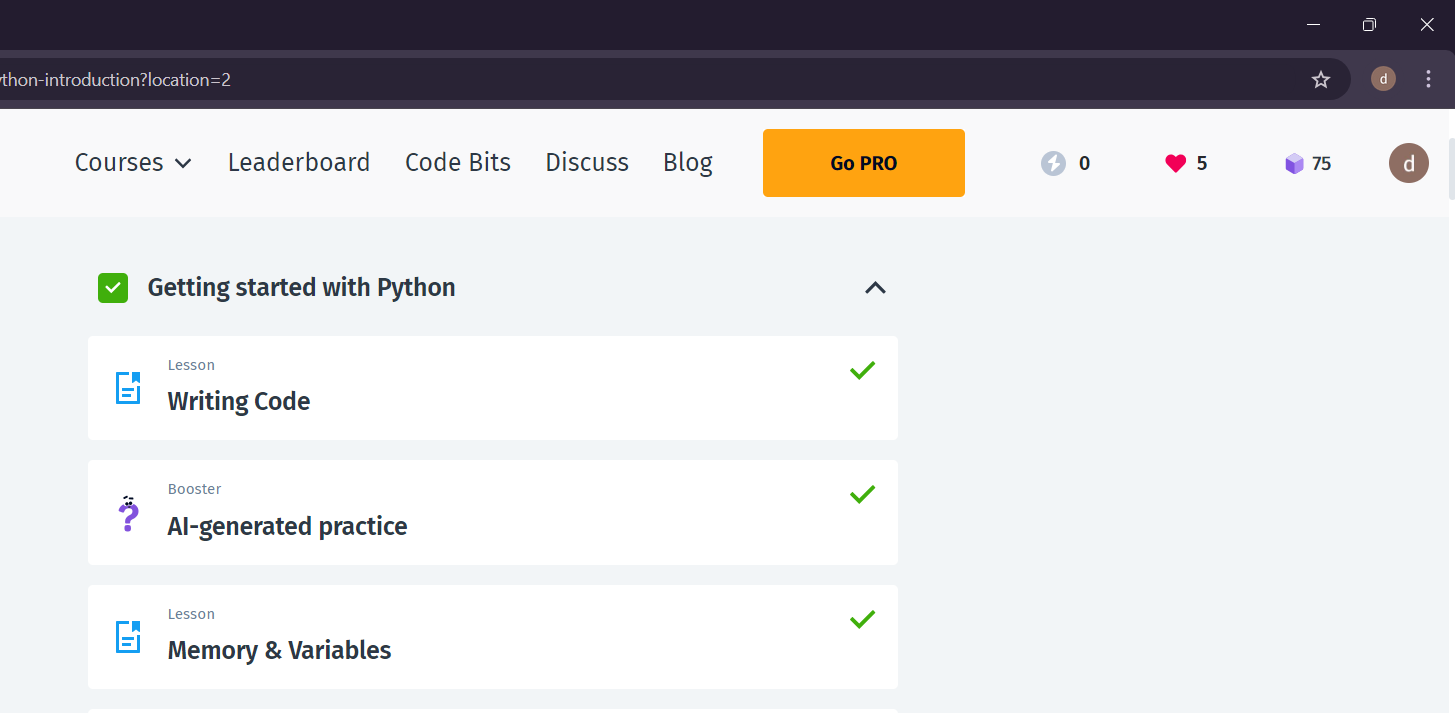 thon-introduction?location=2
d
Courses Leaderboard Code Bits Discuss Blog Go PRO 0 5 75 d
Getting started with Python
Lesson
Writing Code
Booster
AI-generated practice
Lesson
Memory & Variables